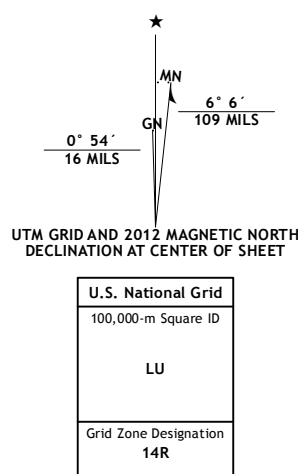 MN
GN
6° 6´
109 MILS
0° 54´
16 MILS
UTM GRID AND 2012 MAGNETIC NORTH
DECLINATION AT CENTER OF SHEET
U.S. National Grid
100,000-m Square ID
LU
Grid Zone Designation
14R